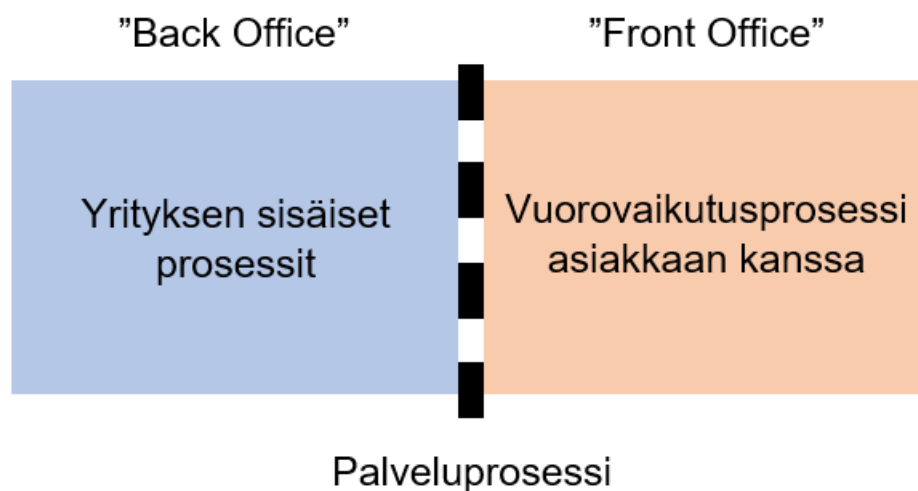 ”Back Office”
”Front Office”
Yrityksen sisäiset
prosessit
Vuorovaikutusprosessi
asiakkaan kanssa
Palveluprosessi